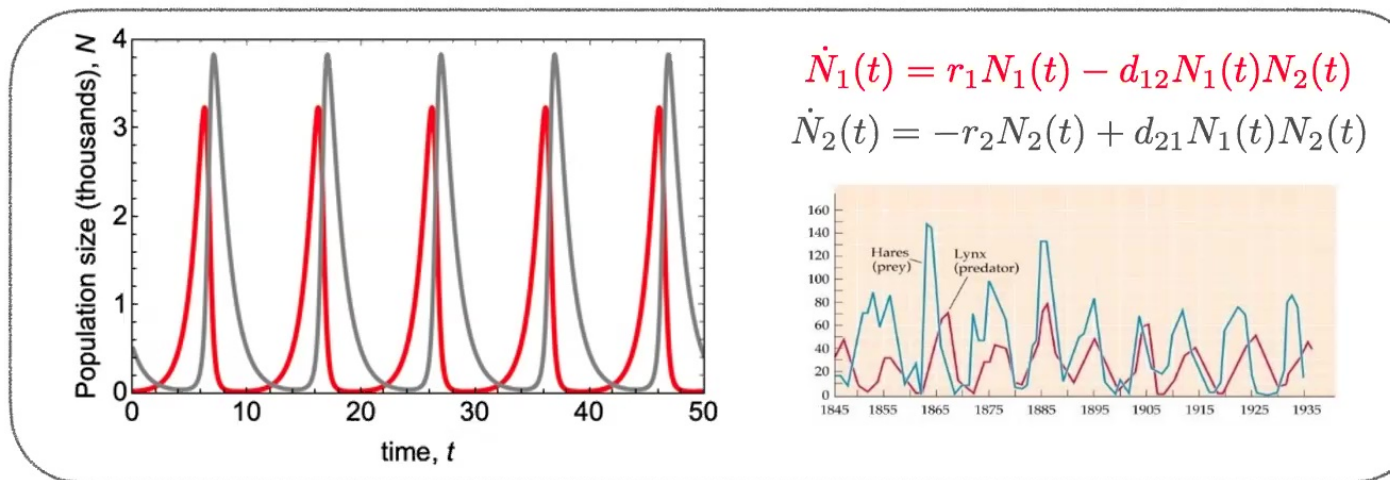 Population size (thousands), N
4
3
2
1
0
0 10 20 30 40 50
time, t
Ṅ₁(t) = r₁N₁(t) − d₁₂N₁(t)N₂(t)
Ṅ₂(t) = −r₂N₂(t) + d₂₁N₁(t)N₂(t)
160
140
120
100
80
60
40
20
0
Hares
(prey)
Lynx
(predator)
1845 1855 1865 1875 1885 1895 1905 1915 1925 1935